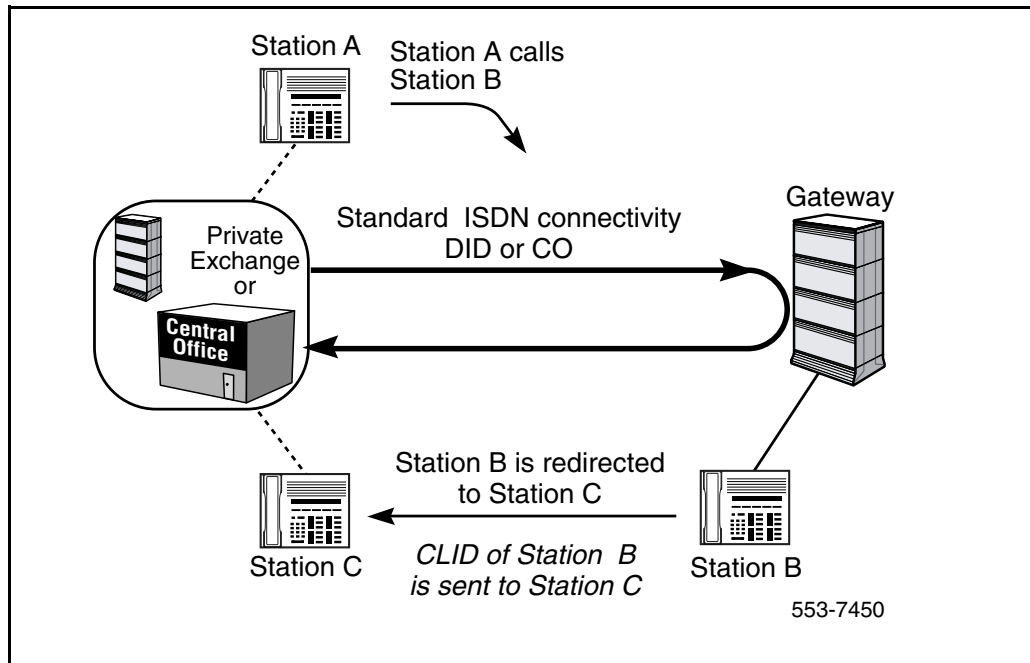 Station A
Station A calls
Station B
Gateway
Standard ISDN connectivity
DID or CO
Private
Exchange
or
Central
Office
Station B is redirected
to Station C
CLID of Station B
is sent to Station C
Station C
Station B
553-7450